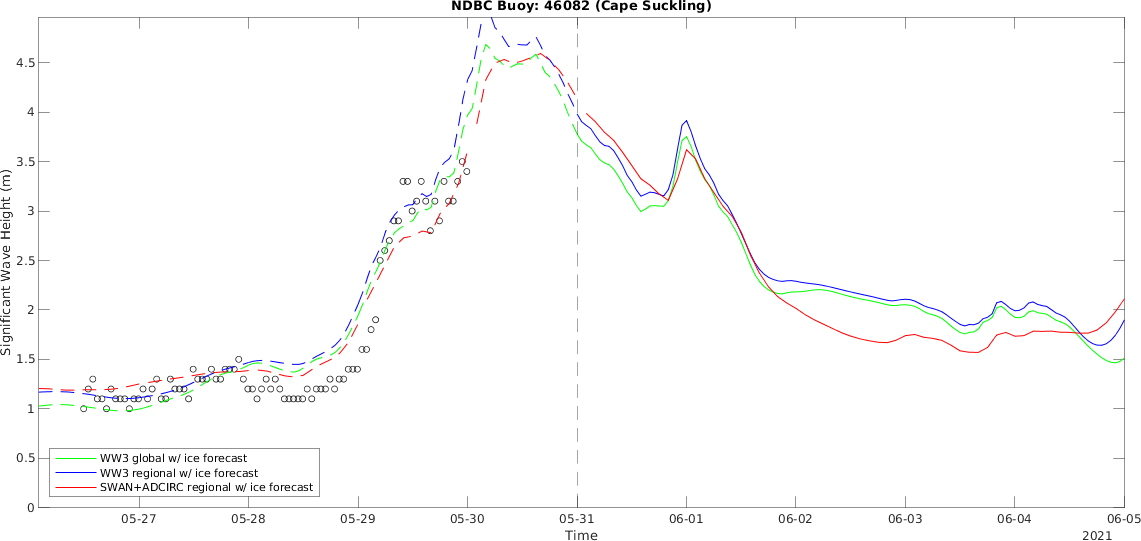 NDBC Buoy: 46082 (Cape Suckling)
Significant Wave Height (m)
4.5
4
3.5
3
2.5
2
1.5
1
0.5
0
WW3 global w/ ice forecast
WW3 regional w/ ice forecast
SWAN+ADCIRC regional w/ ice forecast
05-27 05-28 05-29 05-30 05-31 06-01 06-02 06-03 06-04 06-05
Time
2021